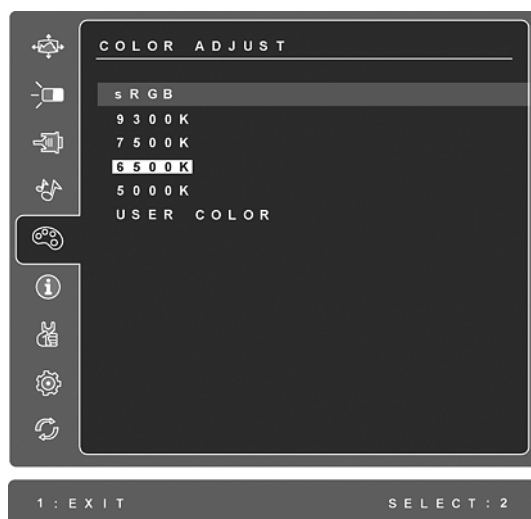 COLOR ADJUST
sRGB
9300K
7500K
6500K
5000K
USER COLOR
1:EXIT SELECT:2